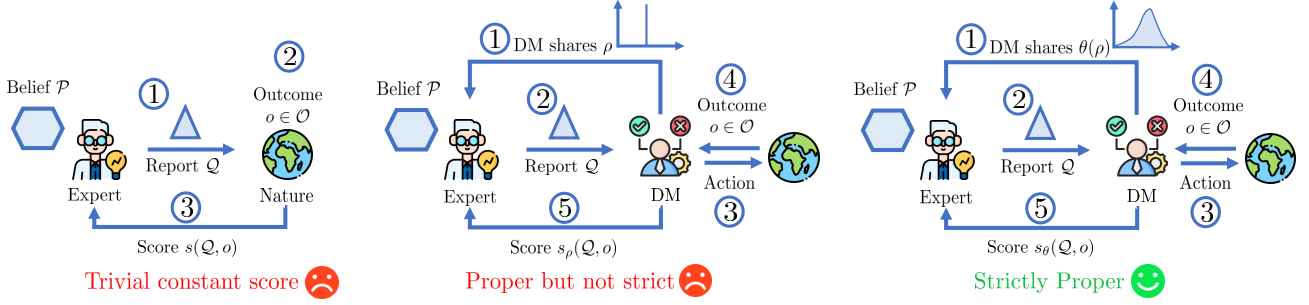 ②
Belief 𝒫
①
Outcome
o ∈ 𝒪
Report 𝒬
Expert
Nature
③
Score s(𝒬, o)
Trivial constant score
① DM shares ρ
Belief 𝒫
②
④
Outcome
o ∈ 𝒪
Report 𝒬
Expert
DM
Action
③
⑤
Score sρ(𝒬, o)
Proper but not strict
① DM shares θ(ρ)
Belief 𝒫
②
④
Outcome
o ∈ 𝒪
Report 𝒬
Expert
DM
Action
③
⑤
Score sθ(𝒬, o)
Strictly Proper